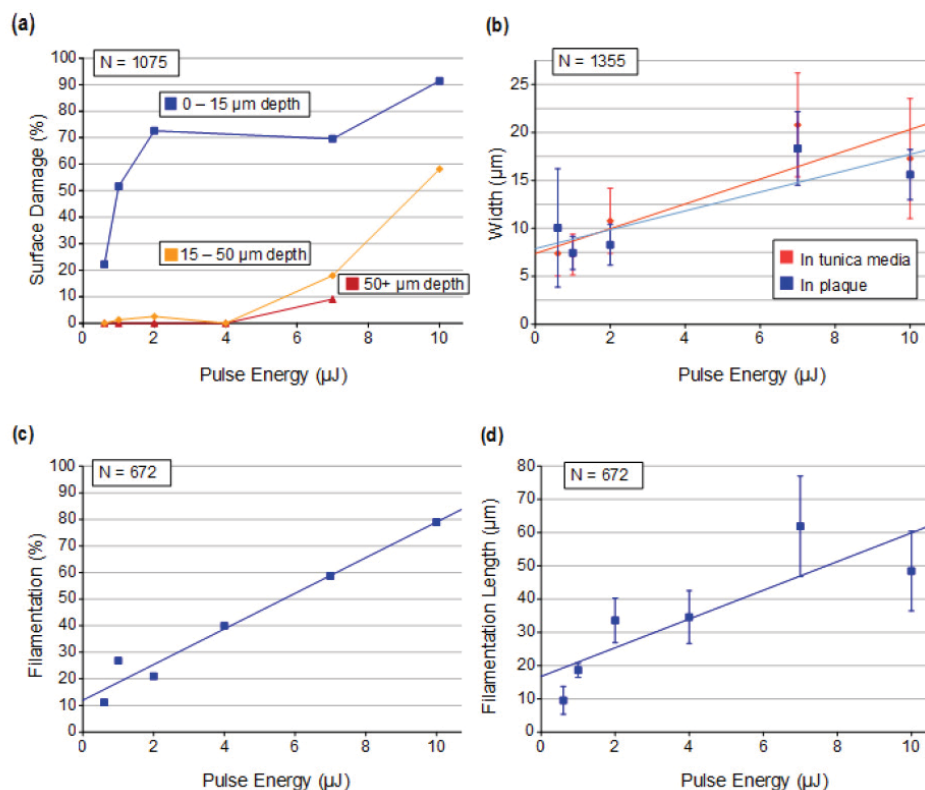 (a)
N = 1075
100
90
80
70
60
50
40
30
20
10
0
Surface Damage (%)
0 – 15 µm depth
15 – 50 µm depth
50+ µm depth
0 2 4 6 8 10
Pulse Energy (µJ)
(b)
N = 1355
25
20
15
10
5
0
Width (µm)
In tunica media
In plaque
0 2 4 6 8 10
Pulse Energy (µJ)
(c)
N = 672
100
90
80
70
60
50
40
30
20
10
0
Filamentation (%)
0 2 4 6 8 10
Pulse Energy (µJ)
(d)
N = 672
80
70
60
50
40
30
20
10
0
Filamentation Length (µm)
0 2 4 6 8 10
Pulse Energy (µJ)